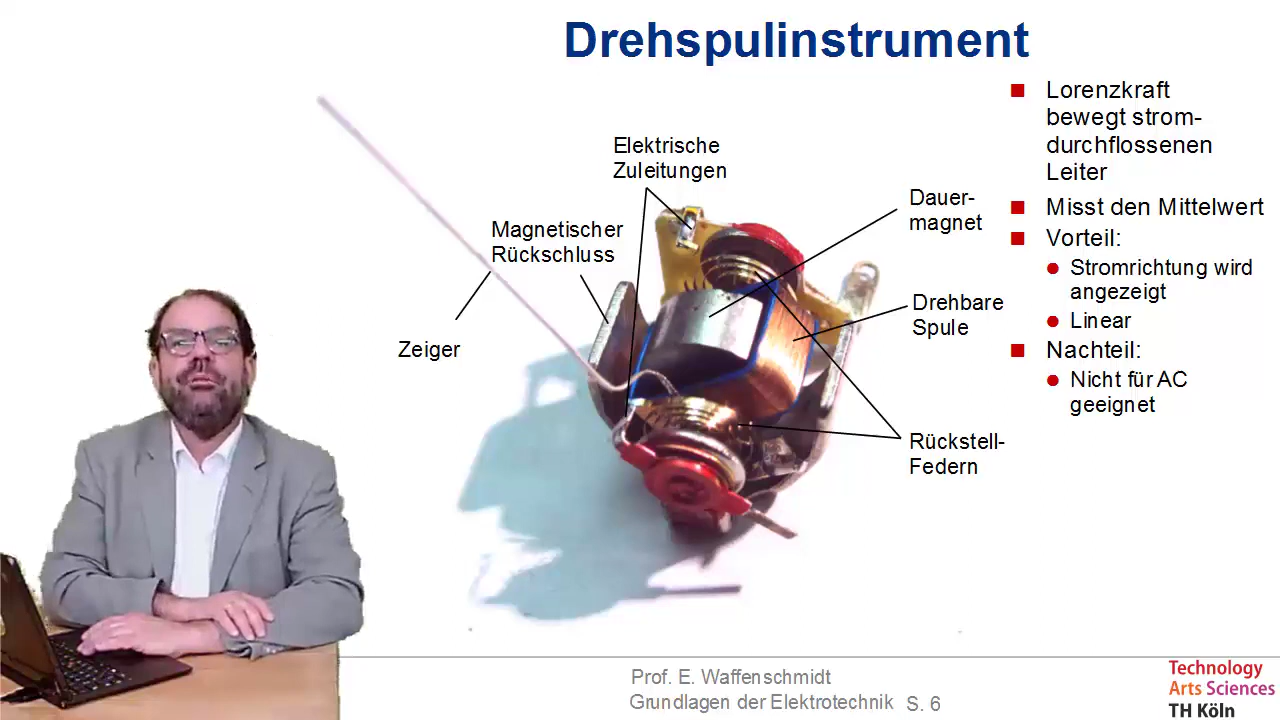 Drehspulinstrument
Elektrische
Zuleitungen
Magnetischer
Rückschluss
Zeiger
Dauer-
magnet
Drehbare
Spule
Rückstell-
Federn
Lorenzkraft
bewegt strom-
durchflossenen
Leiter
Misst den Mittelwert
Vorteil:
Stromrichtung wird
angezeigt
Linear
Nachteil:
Nicht für AC
geeignet
Prof. E. Waffenschmidt
Grundlagen der Elektrotechnik S. 6
Technology
Arts Sciences
TH Köln